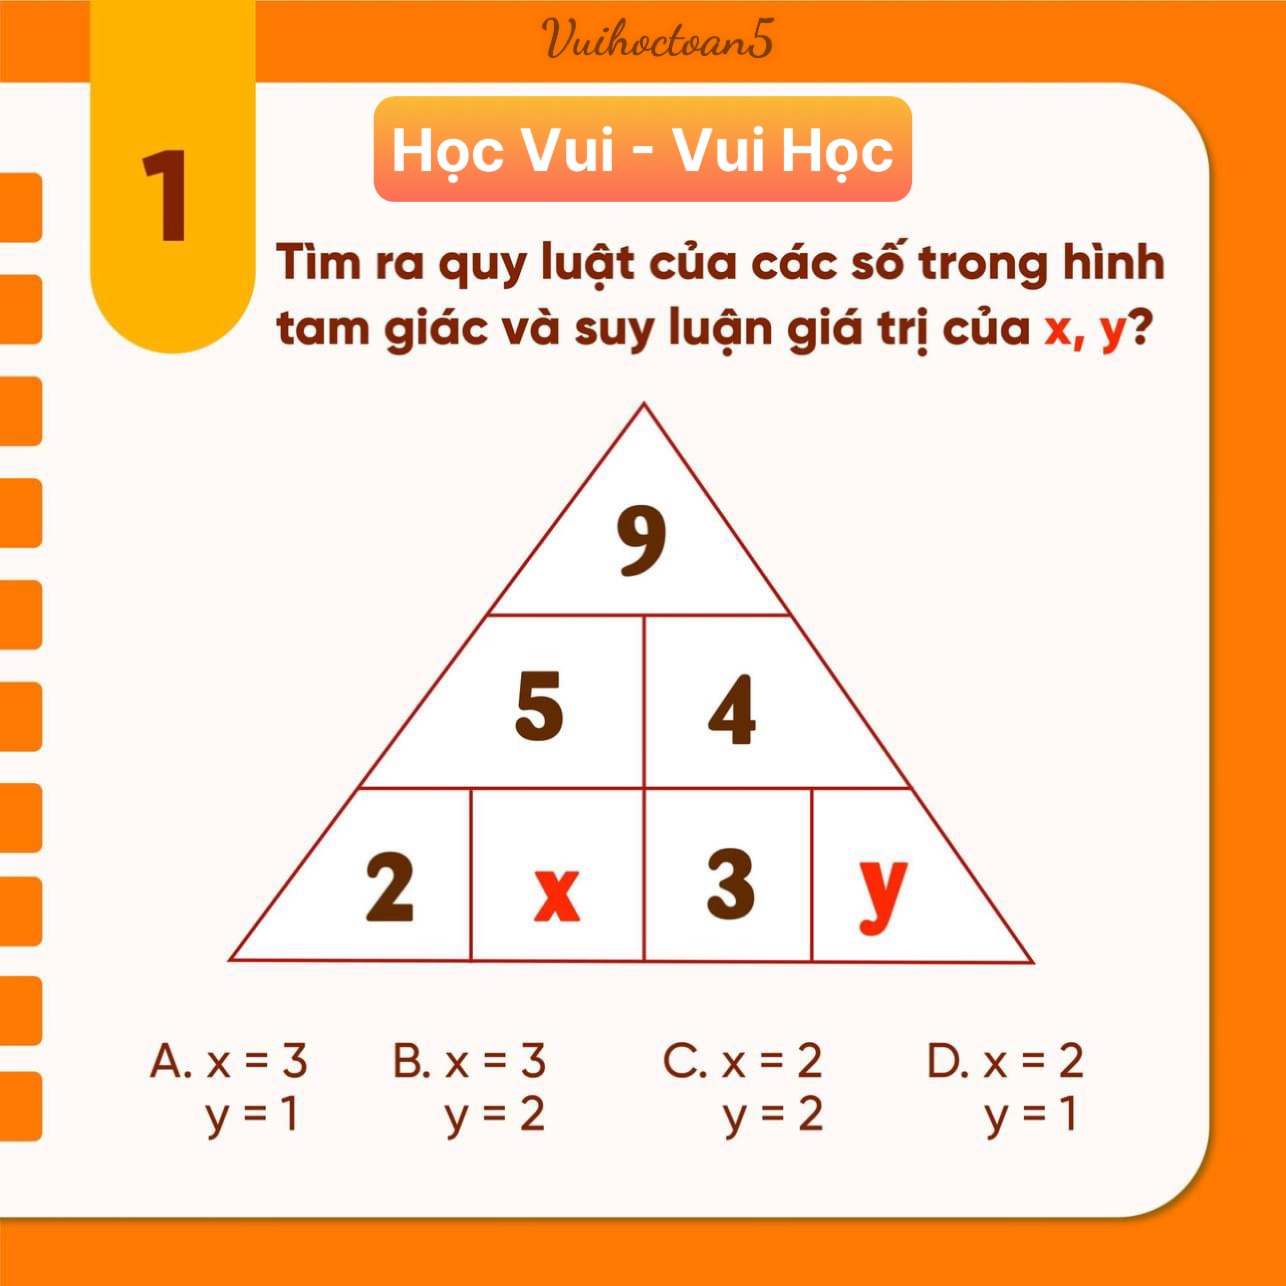 Vuihoctoan5
Học Vui - Vui Học
1
Tìm ra quy luật của các số trong hình
tam giác và suy luận giá trị của x, y?
9
5 4
2 x 3 y
A. x = 3 B. x = 3 C. x = 2 D. x = 2
y = 1 y = 2 y = 2 y = 1